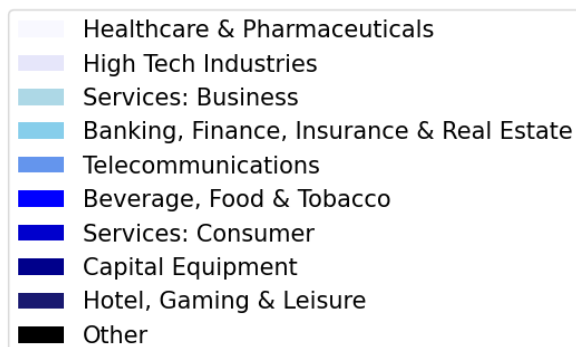 Healthcare & Pharmaceuticals
High Tech Industries
Services: Business
Banking, Finance, Insurance & Real Estate
Telecommunications
Beverage, Food & Tobacco
Services: Consumer
Capital Equipment
Hotel, Gaming & Leisure
Other